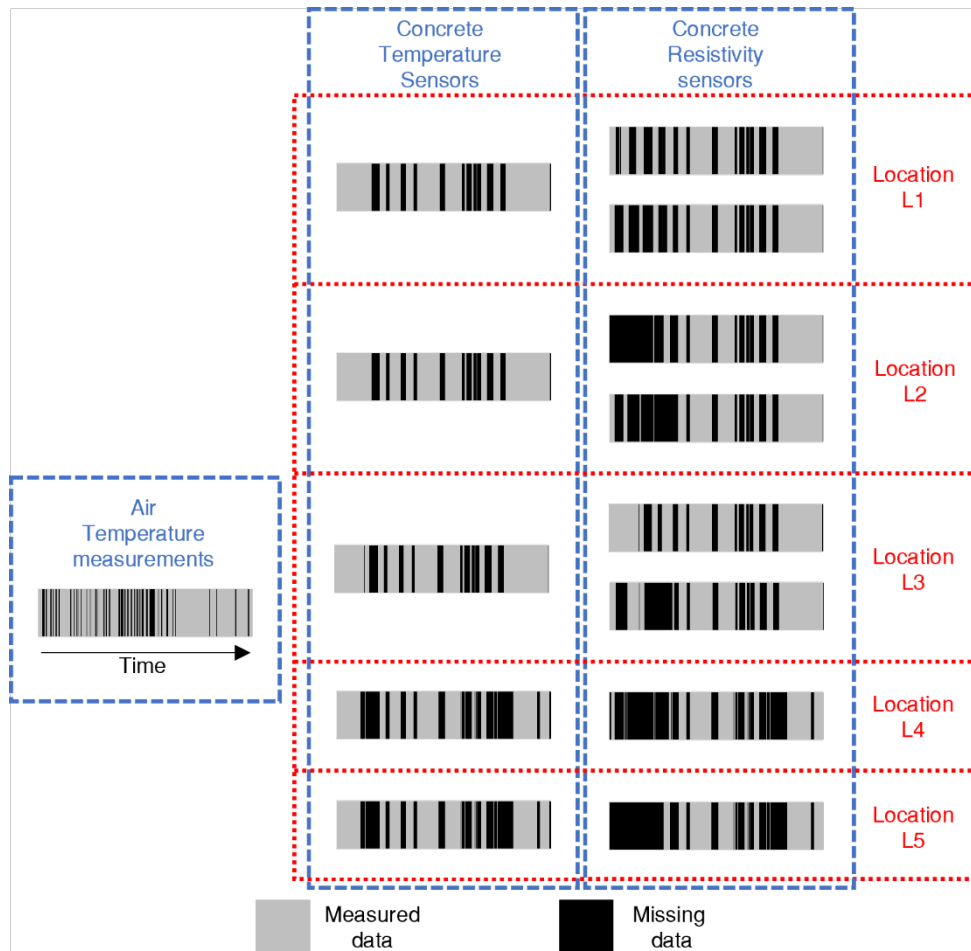 Concrete
Temperature
Sensors
Concrete
Resistivity
sensors
Location
L1
Location
L2
Air
Temperature
measurements
Time
Location
L3
Location
L4
Location
L5
Measured
data
Missing
data